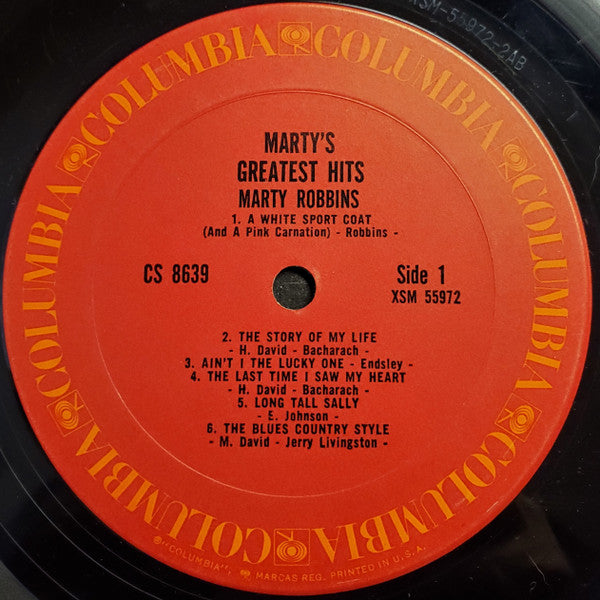 XSM-55972-2AB
COLUMBIA COLUMBIA COLUMBIA COLUMBIA COLUMBIA COLUMBIA
MARTY'S
GREATEST HITS
MARTY ROBBINS
1. A WHITE SPORT COAT
(And A Pink Carnation) - Robbins -
CS 8639
Side 1
XSM 55972
2. THE STORY OF MY LIFE
- H. David - Bacharach -
3. AIN'T I THE LUCKY ONE - Endsley -
4. THE LAST TIME I SAW MY HEART
- H. David - Bacharach -
5. LONG TALL SALLY
- E. Johnson -
6. THE BLUES COUNTRY STYLE
- M. David - Jerry Livingston -
® "COLUMBIA", MARCAS REG. PRINTED IN U.S.A.